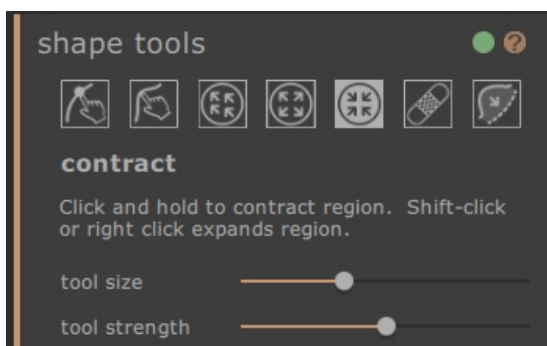 shape tools
?
contract
Click and hold to contract region.  Shift-click
or right click expands region.
tool size
tool strength